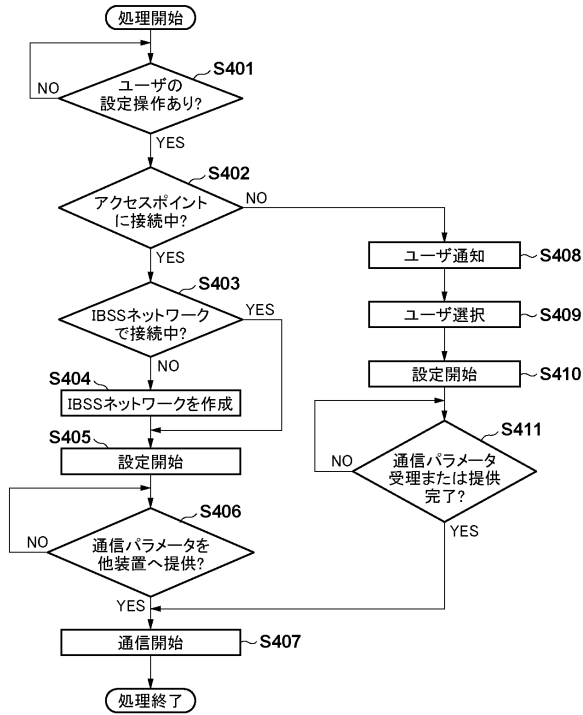 処理開始
S401
ユーザの
設定操作あり?
NO
YES
S402
アクセスポイント
に接続中?
NO
YES
S403
IBSSネットワーク
で接続中?
YES
NO
S404
IBSSネットワークを作成
S405
設定開始
S406
通信パラメータを
他装置へ提供?
NO
YES
通信開始
S407
処理終了
ユーザ通知
S408
ユーザ選択
S409
設定開始
S410
S411
通信パラメータ
受理または提供
完了?
NO
YES